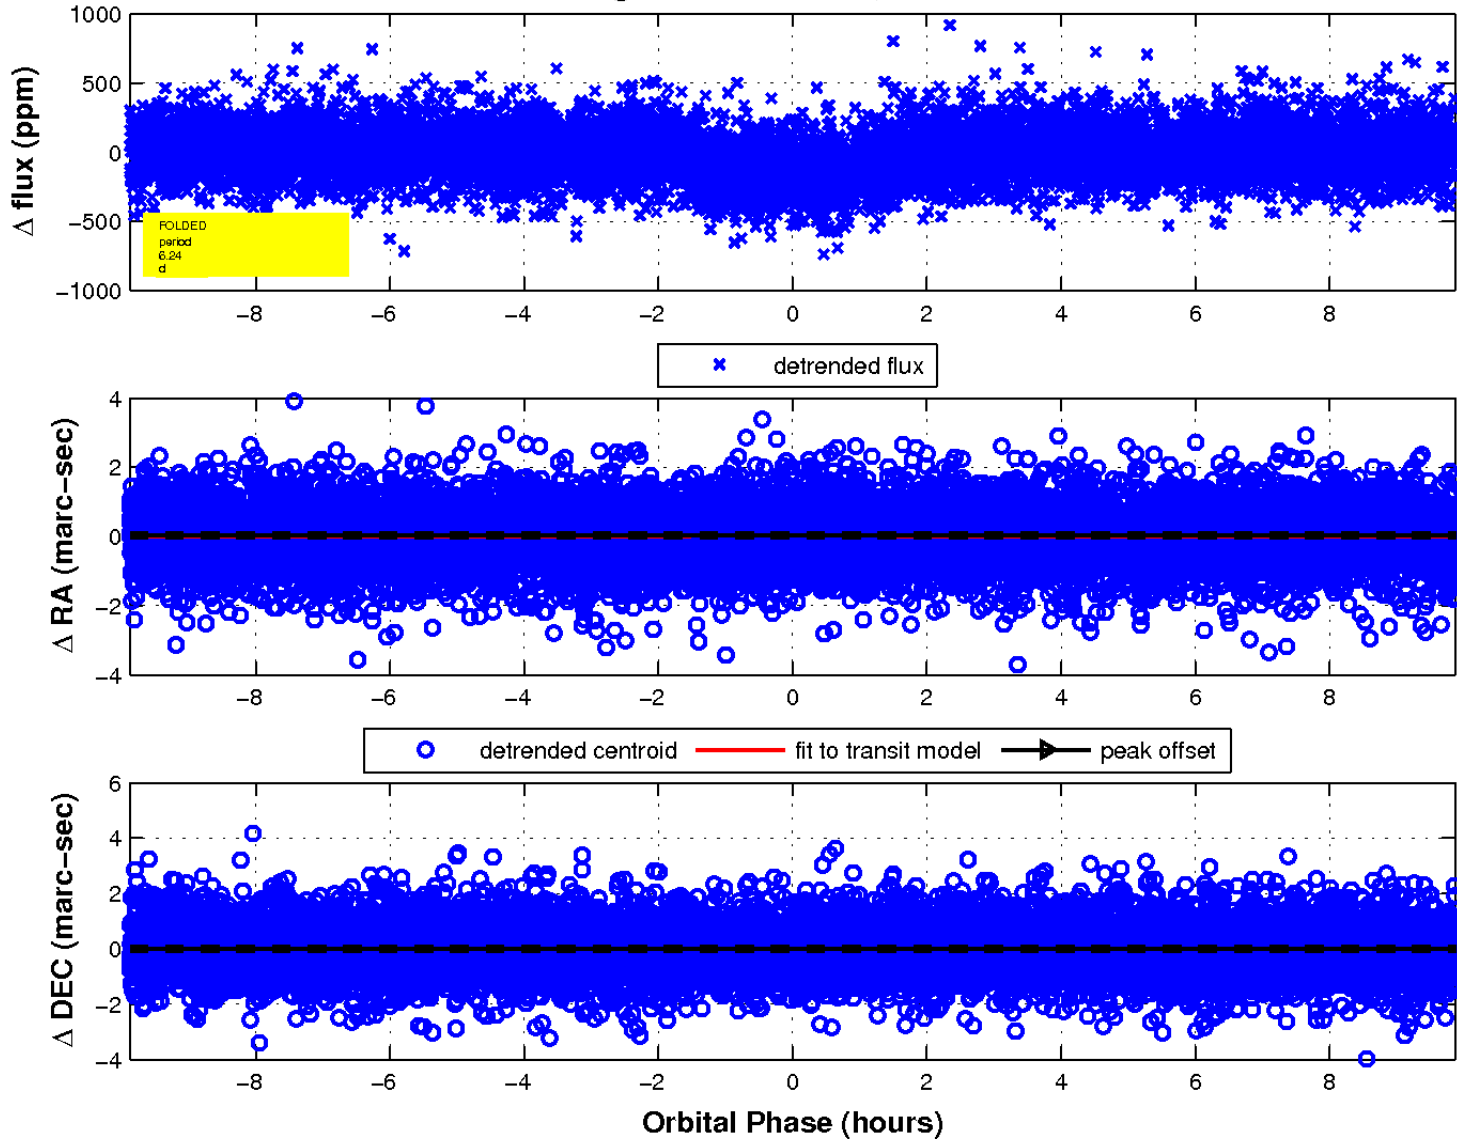 1000
500
0
−500
−1000
Δ flux (ppm)
FOLDED
period
6.24
d
−8 −6 −4 −2 0 2 4 6 8
detrended flux
4
2
0
−2
−4
Δ RA (marc−sec)
−8 −6 −4 −2 0 2 4 6 8
detrended centroid fit to transit model peak offset
6
4
2
0
−2
−4
Δ DEC (marc−sec)
−8 −6 −4 −2 0 2 4 6 8
Orbital Phase (hours)